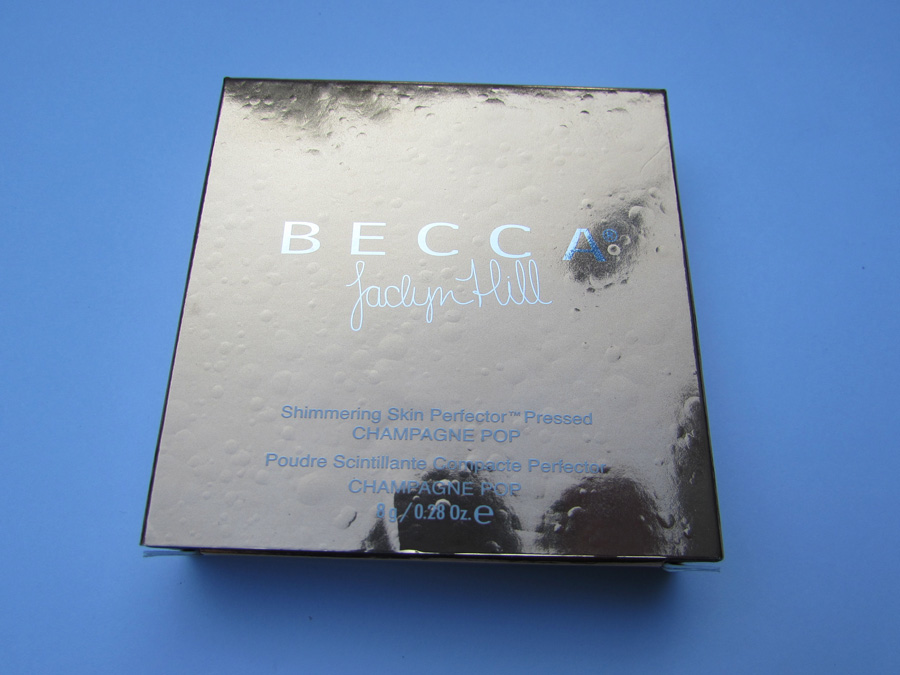 BECCA®
Jaclyn Hill
Shimmering Skin Perfector™ Pressed
CHAMPAGNE POP
Poudre Scintillante Compacte Perfector
CHAMPAGNE POP
8 g / 0.28 Oz. ℮